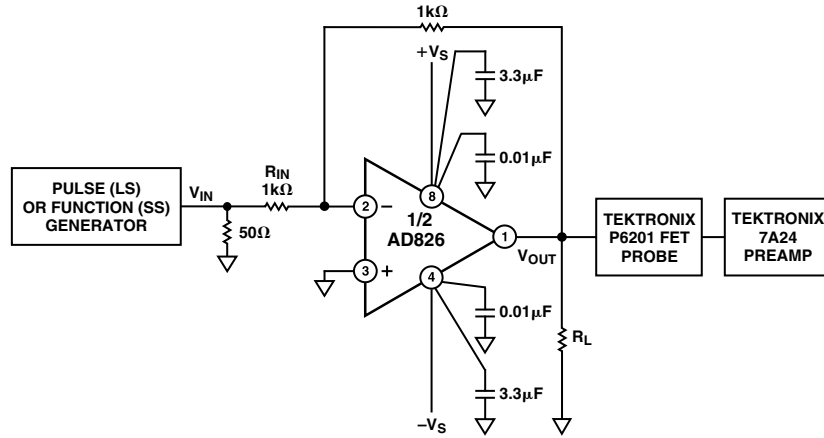 1kΩ
+VS
3.3µF
0.01µF
PULSE (LS)
OR FUNCTION (SS)
GENERATOR
VIN
RIN
1kΩ
50Ω
2
−
8
1/2
AD826
1
3
+
4
VOUT
TEKTRONIX
P6201 FET
PROBE
TEKTRONIX
7A24
PREAMP
0.01µF
RL
3.3µF
−VS